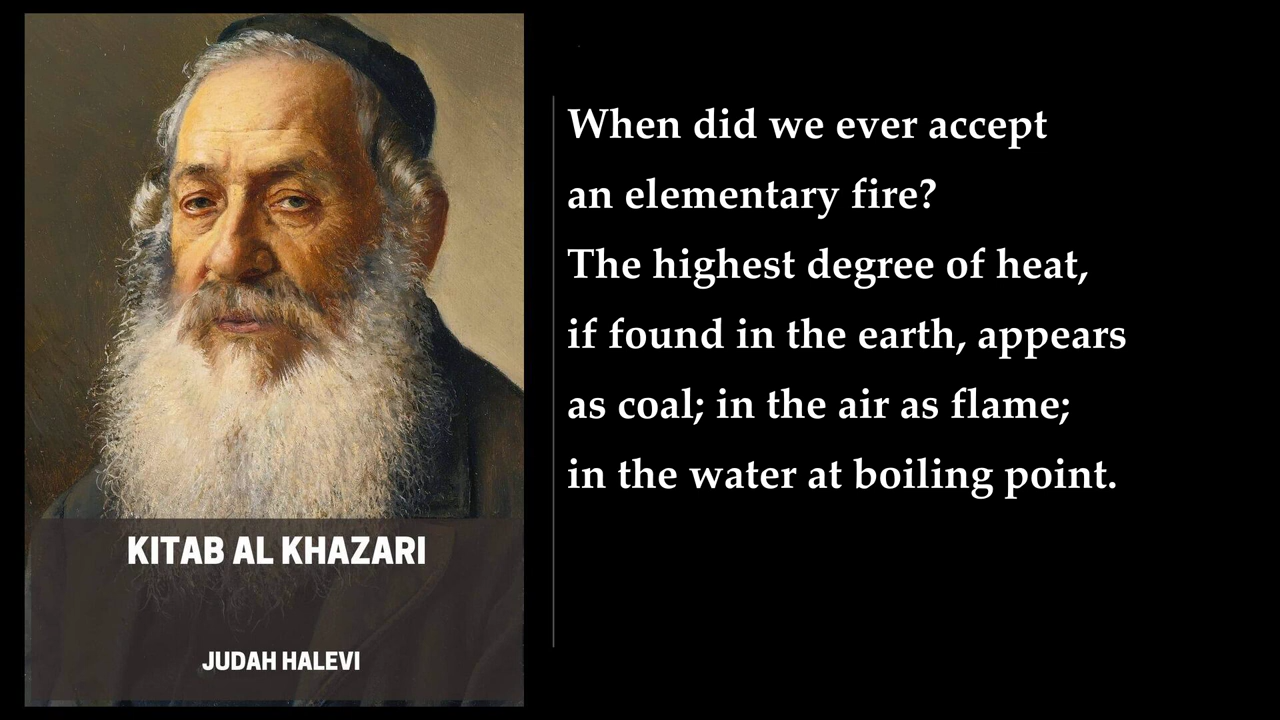 KITAB AL KHAZARI
JUDAH HALEVI
When did we ever accept
an elementary fire?
The highest degree of heat,
if found in the earth, appears
as coal; in the air as flame;
in the water at boiling point.